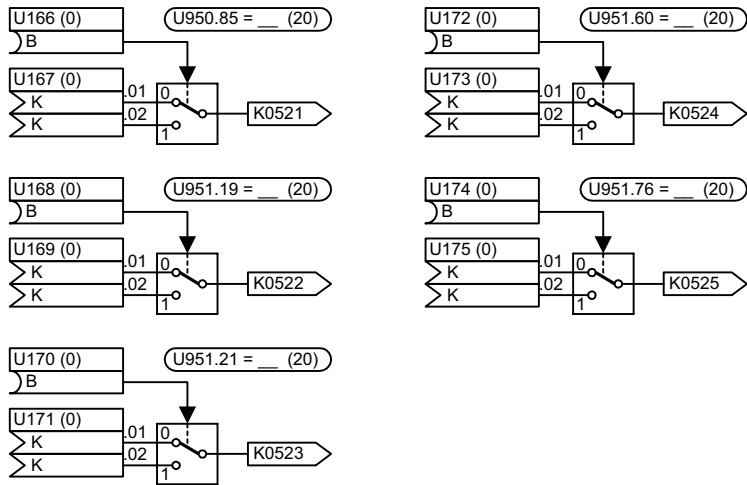 U166 (0)
U950.85 = __ (20)
B
U167 (0)
K
.01
0
K
.02
1
K0521
U172 (0)
U951.60 = __ (20)
B
U173 (0)
K
.01
0
K
.02
1
K0524
U168 (0)
U951.19 = __ (20)
B
U169 (0)
K
.01
0
K
.02
1
K0522
U174 (0)
U951.76 = __ (20)
B
U175 (0)
K
.01
0
K
.02
1
K0525
U170 (0)
U951.21 = __ (20)
B
U171 (0)
K
.01
0
K
.02
1
K0523